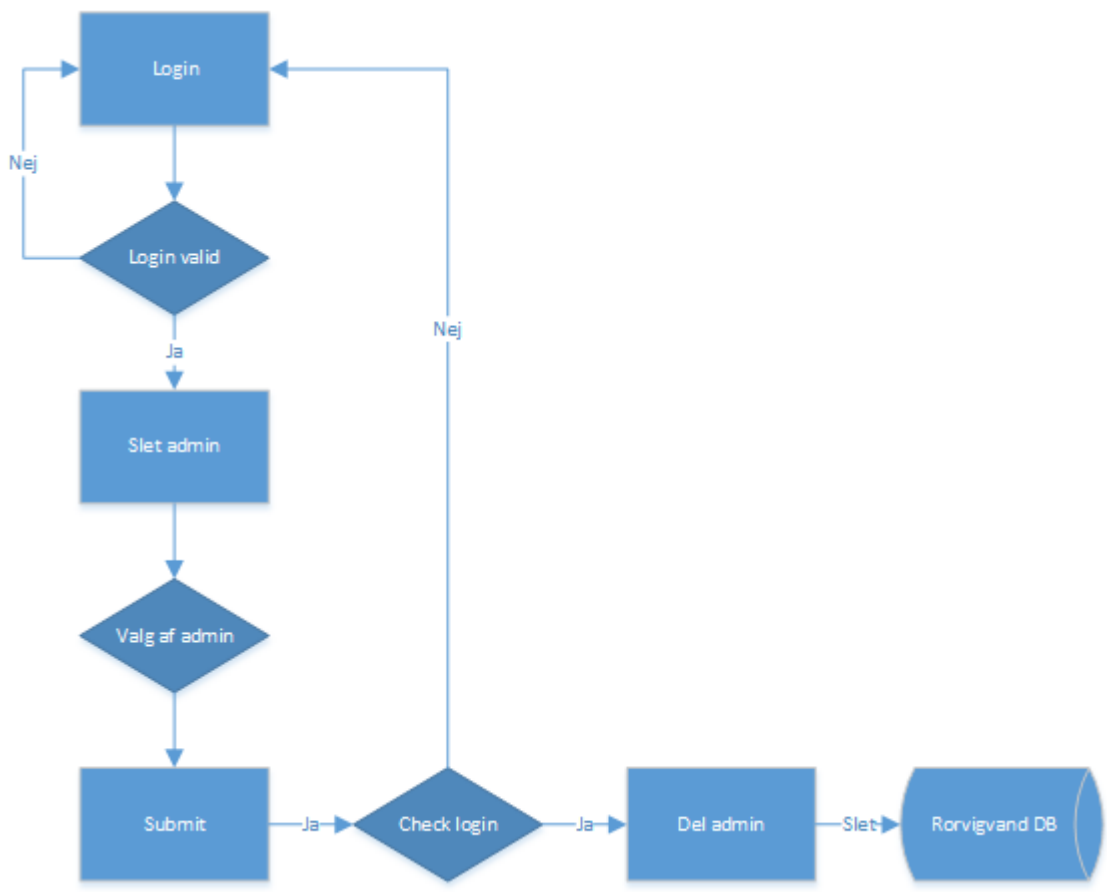 Login
Nej
Login valid
Nej
Ja
Slet admin
Valg af admin
Submit
Ja
Check login
Ja
Del admin
Slet
Rorvigvand DB